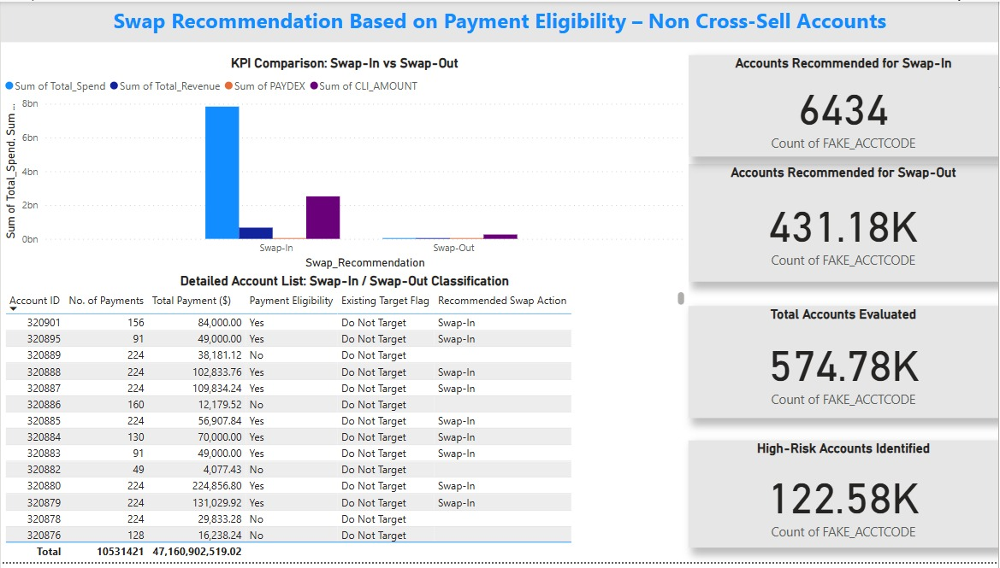 Swap Recommendation Based on Payment Eligibility – Non Cross-Sell Accounts
KPI Comparison: Swap-In vs Swap-Out
Sum of Total_Spend Sum of Total_Revenue Sum of PAYDEX Sum of CLI_AMOUNT
Sum of Total_Spend, Sum ...
8bn
6bn
4bn
2bn
0bn
Swap-In Swap-Out
Swap_Recommendation
Detailed Account List: Swap-In / Swap-Out Classification
Account ID No. of Payments Total Payment ($) Payment Eligibility Existing Target Flag Recommended Swap Action
320901 156 84,000.00 Yes Do Not Target Swap-In
320895 91 49,000.00 Yes Do Not Target Swap-In
320889 224 38,181.12 No Do Not Target
320888 224 102,833.76 Yes Do Not Target Swap-In
320887 224 109,834.24 Yes Do Not Target Swap-In
320886 160 12,179.52 No Do Not Target
320885 224 56,907.84 Yes Do Not Target Swap-In
320884 130 70,000.00 Yes Do Not Target Swap-In
320883 91 49,000.00 Yes Do Not Target Swap-In
320882 49 4,077.43 No Do Not Target
320880 224 224,856.80 Yes Do Not Target Swap-In
320879 224 131,029.92 Yes Do Not Target Swap-In
320878 224 29,833.28 No Do Not Target
320876 128 16,238.24 No Do Not Target
Total 10531421 47,160,902,519.02
Accounts Recommended for Swap-In
6434
Count of FAKE_ACCTCODE
Accounts Recommended for Swap-Out
431.18K
Count of FAKE_ACCTCODE
Total Accounts Evaluated
574.78K
Count of FAKE_ACCTCODE
High-Risk Accounts Identified
122.58K
Count of FAKE_ACCTCODE